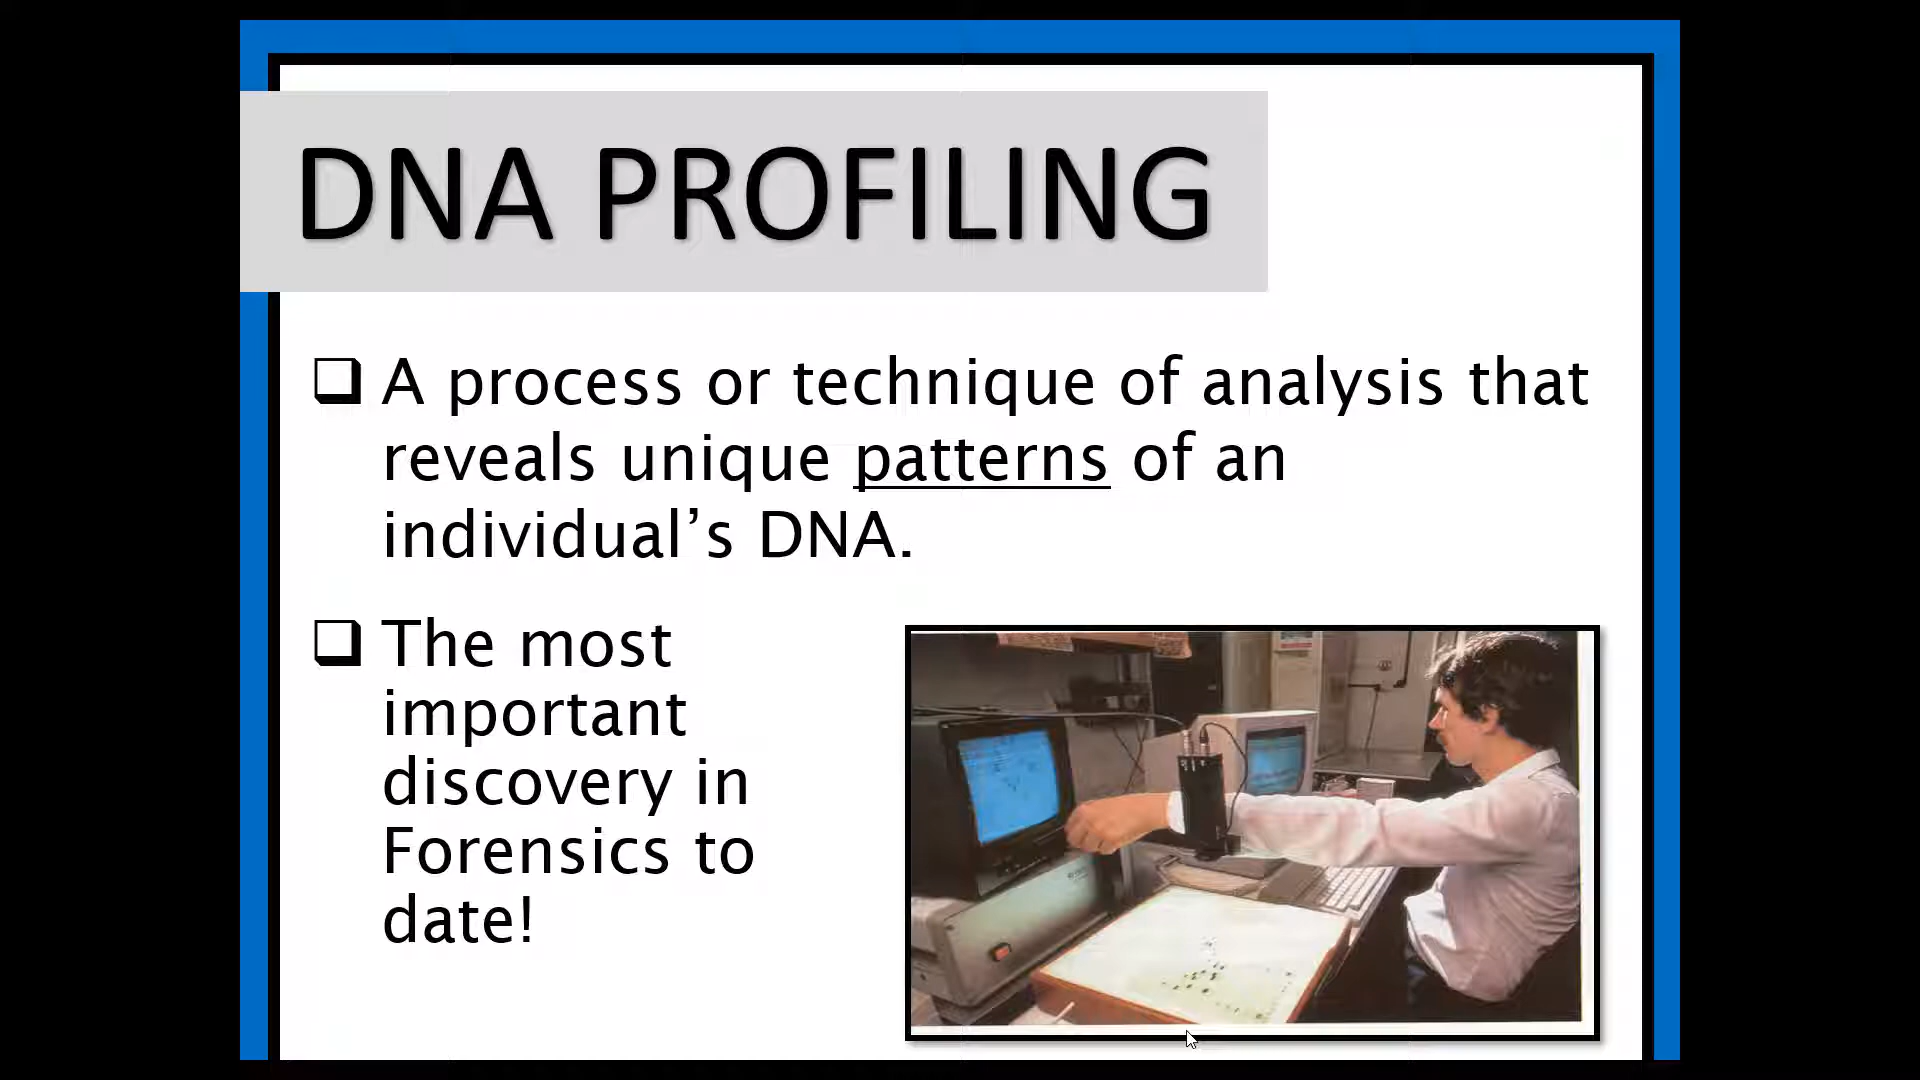 DNA PROFILING
A process or technique of analysis that
reveals unique patterns of an
individual’s DNA.
The most
important
discovery in
Forensics to
date!